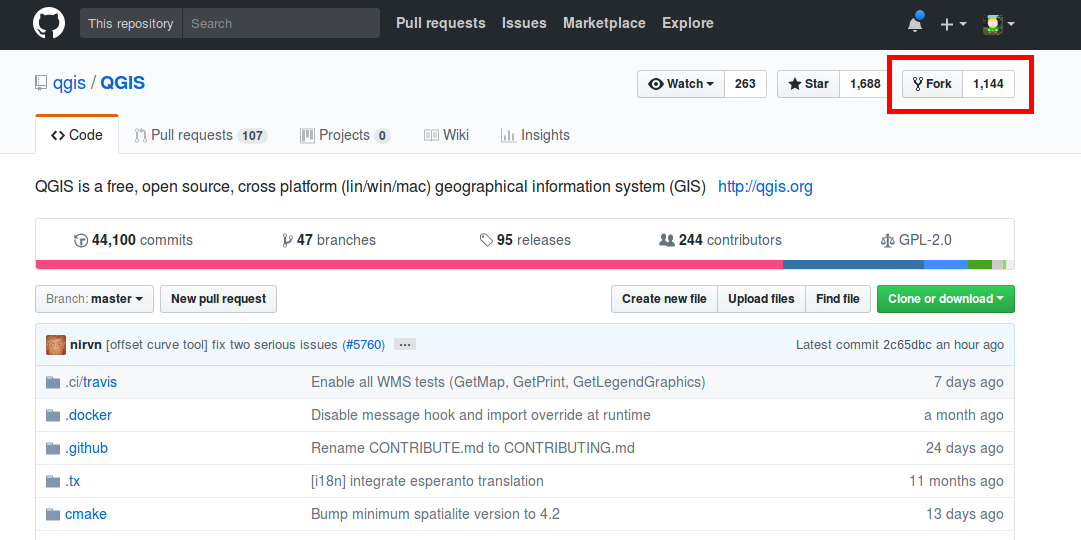 This repository Search Pull requests Issues Marketplace Explore
qgis / QGIS Watch 263 Star 1,688 Fork 1,144
Code Pull requests 107 Projects 0 Wiki Insights
QGIS is a free, open source, cross platform (lin/win/mac) geographical information system (GIS) http://qgis.org
44,100 commits 47 branches 95 releases 244 contributors GPL-2.0
Branch: master New pull request Create new file Upload files Find file Clone or download
nirvn [offset curve tool] fix two serious issues (#5760) ... Latest commit 2c65dbc an hour ago
.ci/travis Enable all WMS tests (GetMap, GetPrint, GetLegendGraphics) 7 days ago
.docker Disable message hook and import override at runtime a month ago
.github Rename CONTRIBUTE.md to CONTRIBUTING.md 24 days ago
.tx [i18n] integrate esperanto translation 11 months ago
cmake Bump minimum spatialite version to 4.2 13 days ago